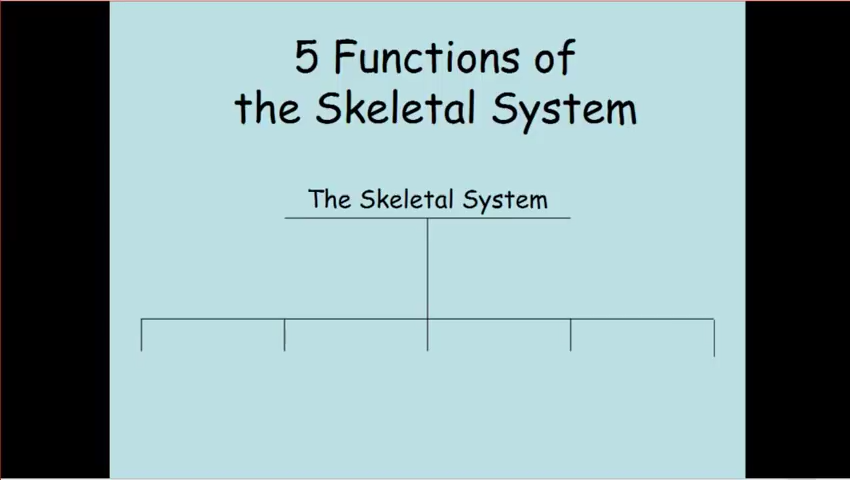 5 Functions of
the Skeletal System
The Skeletal System